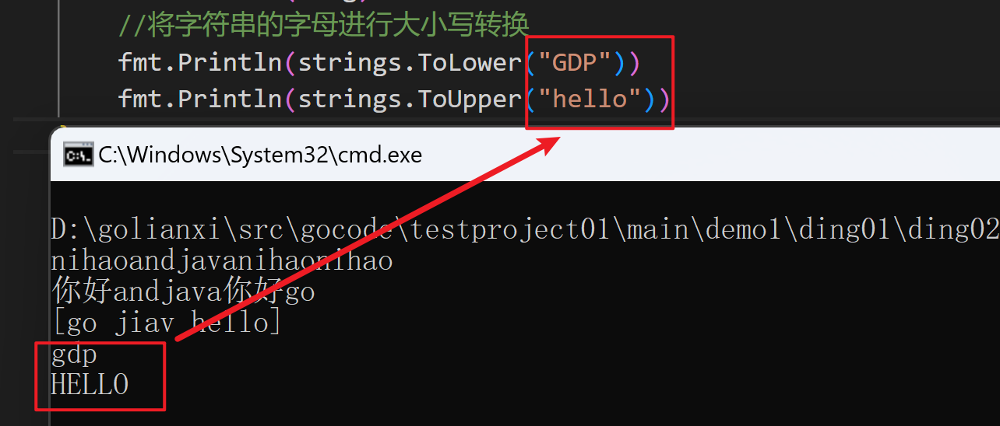 //将字符串的字母进行大小写转换
fmt.Println(strings.ToLower("GDP"))
fmt.Println(strings.ToUpper("hello"))
C:\Windows\System32\cmd.exe
D:\golianxi\src\gocode\testproject01\main\demo1\ding01\ding02
nihaoandjavanihaonihao
你好andjava你好go
[go jiav hello]
gdp
HELLO